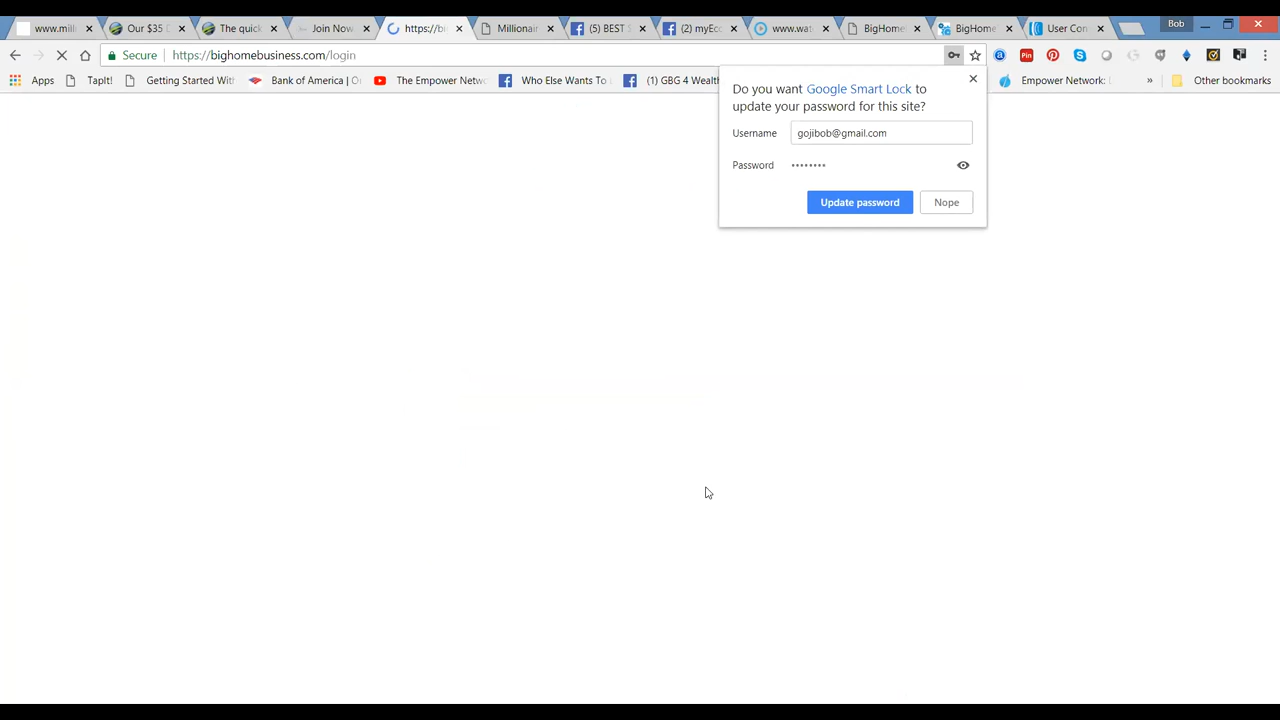 www.mill
Our $35
The quick
Join Now
https://b
Millionair
(5) BEST
(2) myEc
www.wat
BigHome
BigHome
User Con
Bob
Secure
https://bighomebusiness.com/login
Apps
TapIt!
Getting Started With
Bank of America | O
The Empower Netw
Who Else Wants To
(1) GBG 4 Wealth
Empower Network:
»
Other bookmarks
Do you want Google Smart Lock to
update your password for this site?
Username
gojibob@gmail.com
Password
••••••••
Update password
Nope